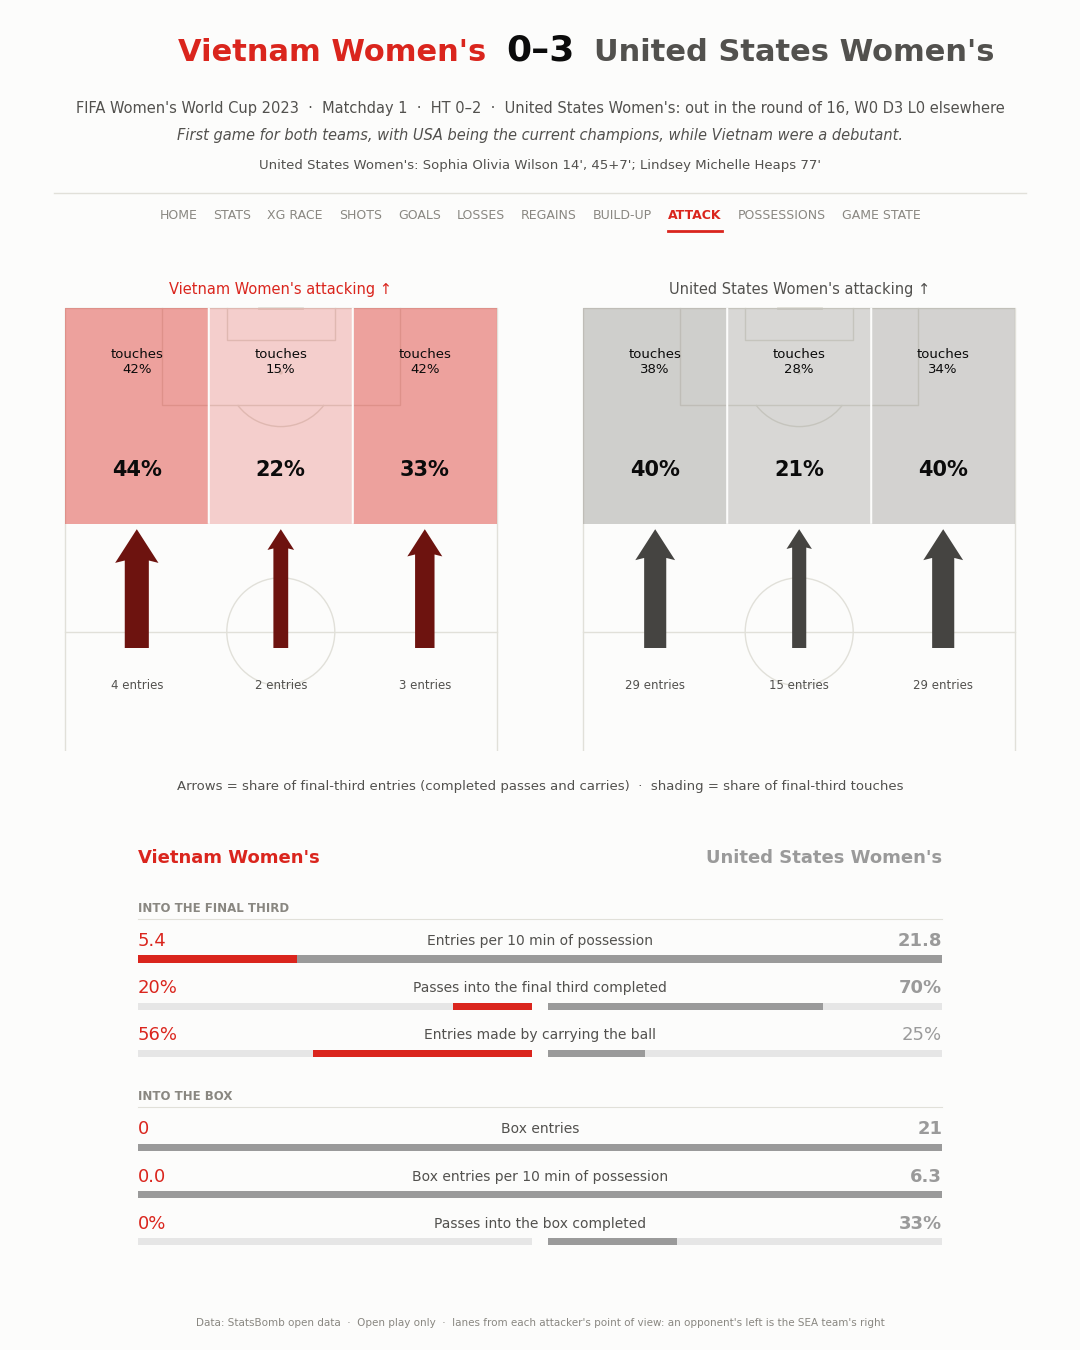 Vietnam Women's 0–3 United States Women's
FIFA Women's World Cup 2023 · Matchday 1 · HT 0–2 · United States Women's: out in the round of 16, W0 D3 L0 elsewhere
First game for both teams, with USA being the current champions, while Vietnam were a debutant.
United States Women's: Sophia Olivia Wilson 14', 45+7'; Lindsey Michelle Heaps 77'
HOME STATS XG RACE SHOTS GOALS LOSSES REGAINS BUILD-UP ATTACK POSSESSIONS GAME STATE
Vietnam Women's attacking ↑
touches touches touches
42% 15% 42%
44% 22% 33%
4 entries 2 entries 3 entries
United States Women's attacking ↑
touches touches touches
38% 28% 34%
40% 21% 40%
29 entries 15 entries 29 entries
Arrows = share of final-third entries (completed passes and carries) · shading = share of final-third touches
Vietnam Women's United States Women's
INTO THE FINAL THIRD
5.4 Entries per 10 min of possession 21.8
20% Passes into the final third completed 70%
56% Entries made by carrying the ball 25%
INTO THE BOX
0 Box entries 21
0.0 Box entries per 10 min of possession 6.3
0% Passes into the box completed 33%
Data: StatsBomb open data · Open play only · lanes from each attacker's point of view: an opponent's left is the SEA team's right